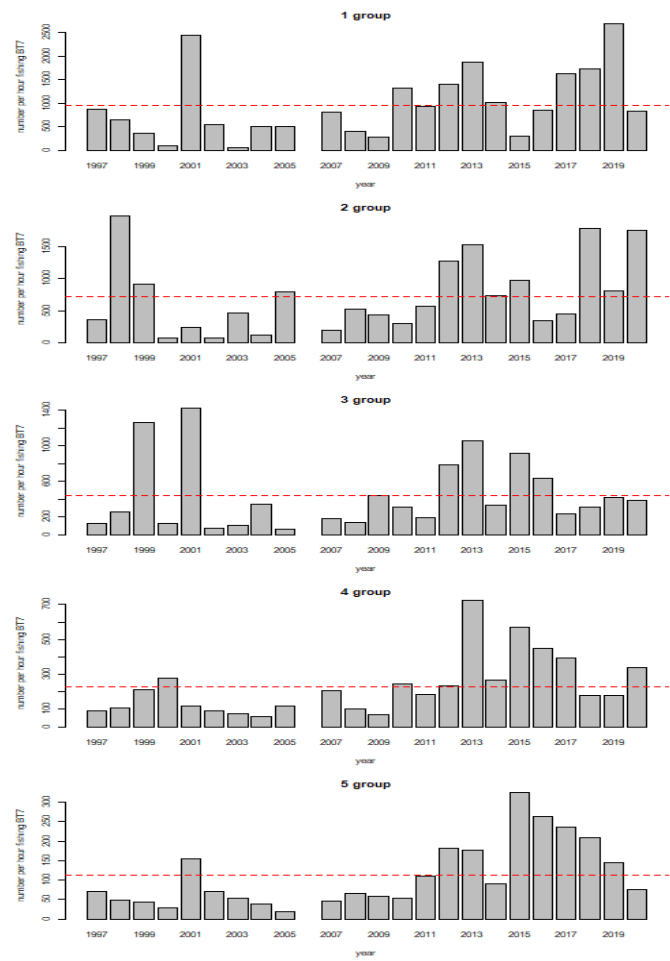 1 group
number per hour fishing BT7
0 500 1000 1500 2000 2500
1997 1999 2001 2003 2005 2007 2009 2011 2013 2015 2017 2019
year
2 group
number per hour fishing BT7
0 500 1000 1500
1997 1999 2001 2003 2005 2007 2009 2011 2013 2015 2017 2019
year
3 group
number per hour fishing BT7
0 200 600 1000 1400
1997 1999 2001 2003 2005 2007 2009 2011 2013 2015 2017 2019
year
4 group
number per hour fishing BT7
0 100 300 500 700
1997 1999 2001 2003 2005 2007 2009 2011 2013 2015 2017 2019
year
5 group
number per hour fishing BT7
0 50 100 150 200 250 300
1997 1999 2001 2003 2005 2007 2009 2011 2013 2015 2017 2019
year